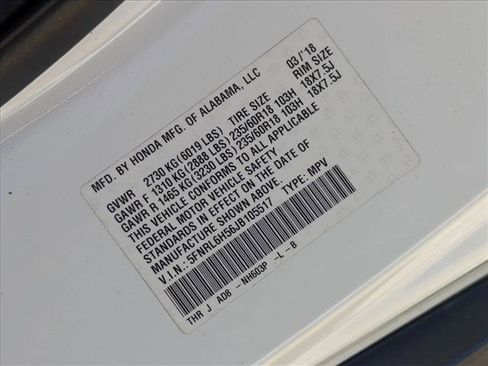 MFD. BY HONDA MFG. OF ALABAMA, LLC 03/'18
GVWR 2730 KG(6019 LBS) TIRE SIZE RIM SIZE
GAWR F 1310 KG(2888 LBS) 235/60R18 103H 18X7.5J
GAWR R 1465 KG(3230 LBS) 235/60R18 103H 18X7.5J
THIS VEHICLE CONFORMS TO ALL APPLICABLE
FEDERAL MOTOR VEHICLE SAFETY
STANDARDS IN EFFECT ON THE DATE OF
MANUFACTURE SHOWN ABOVE.
V.I.N.: 5FNRL6H56JB105517 TYPE: MPV
THR J AD8 -NH603P -L -B